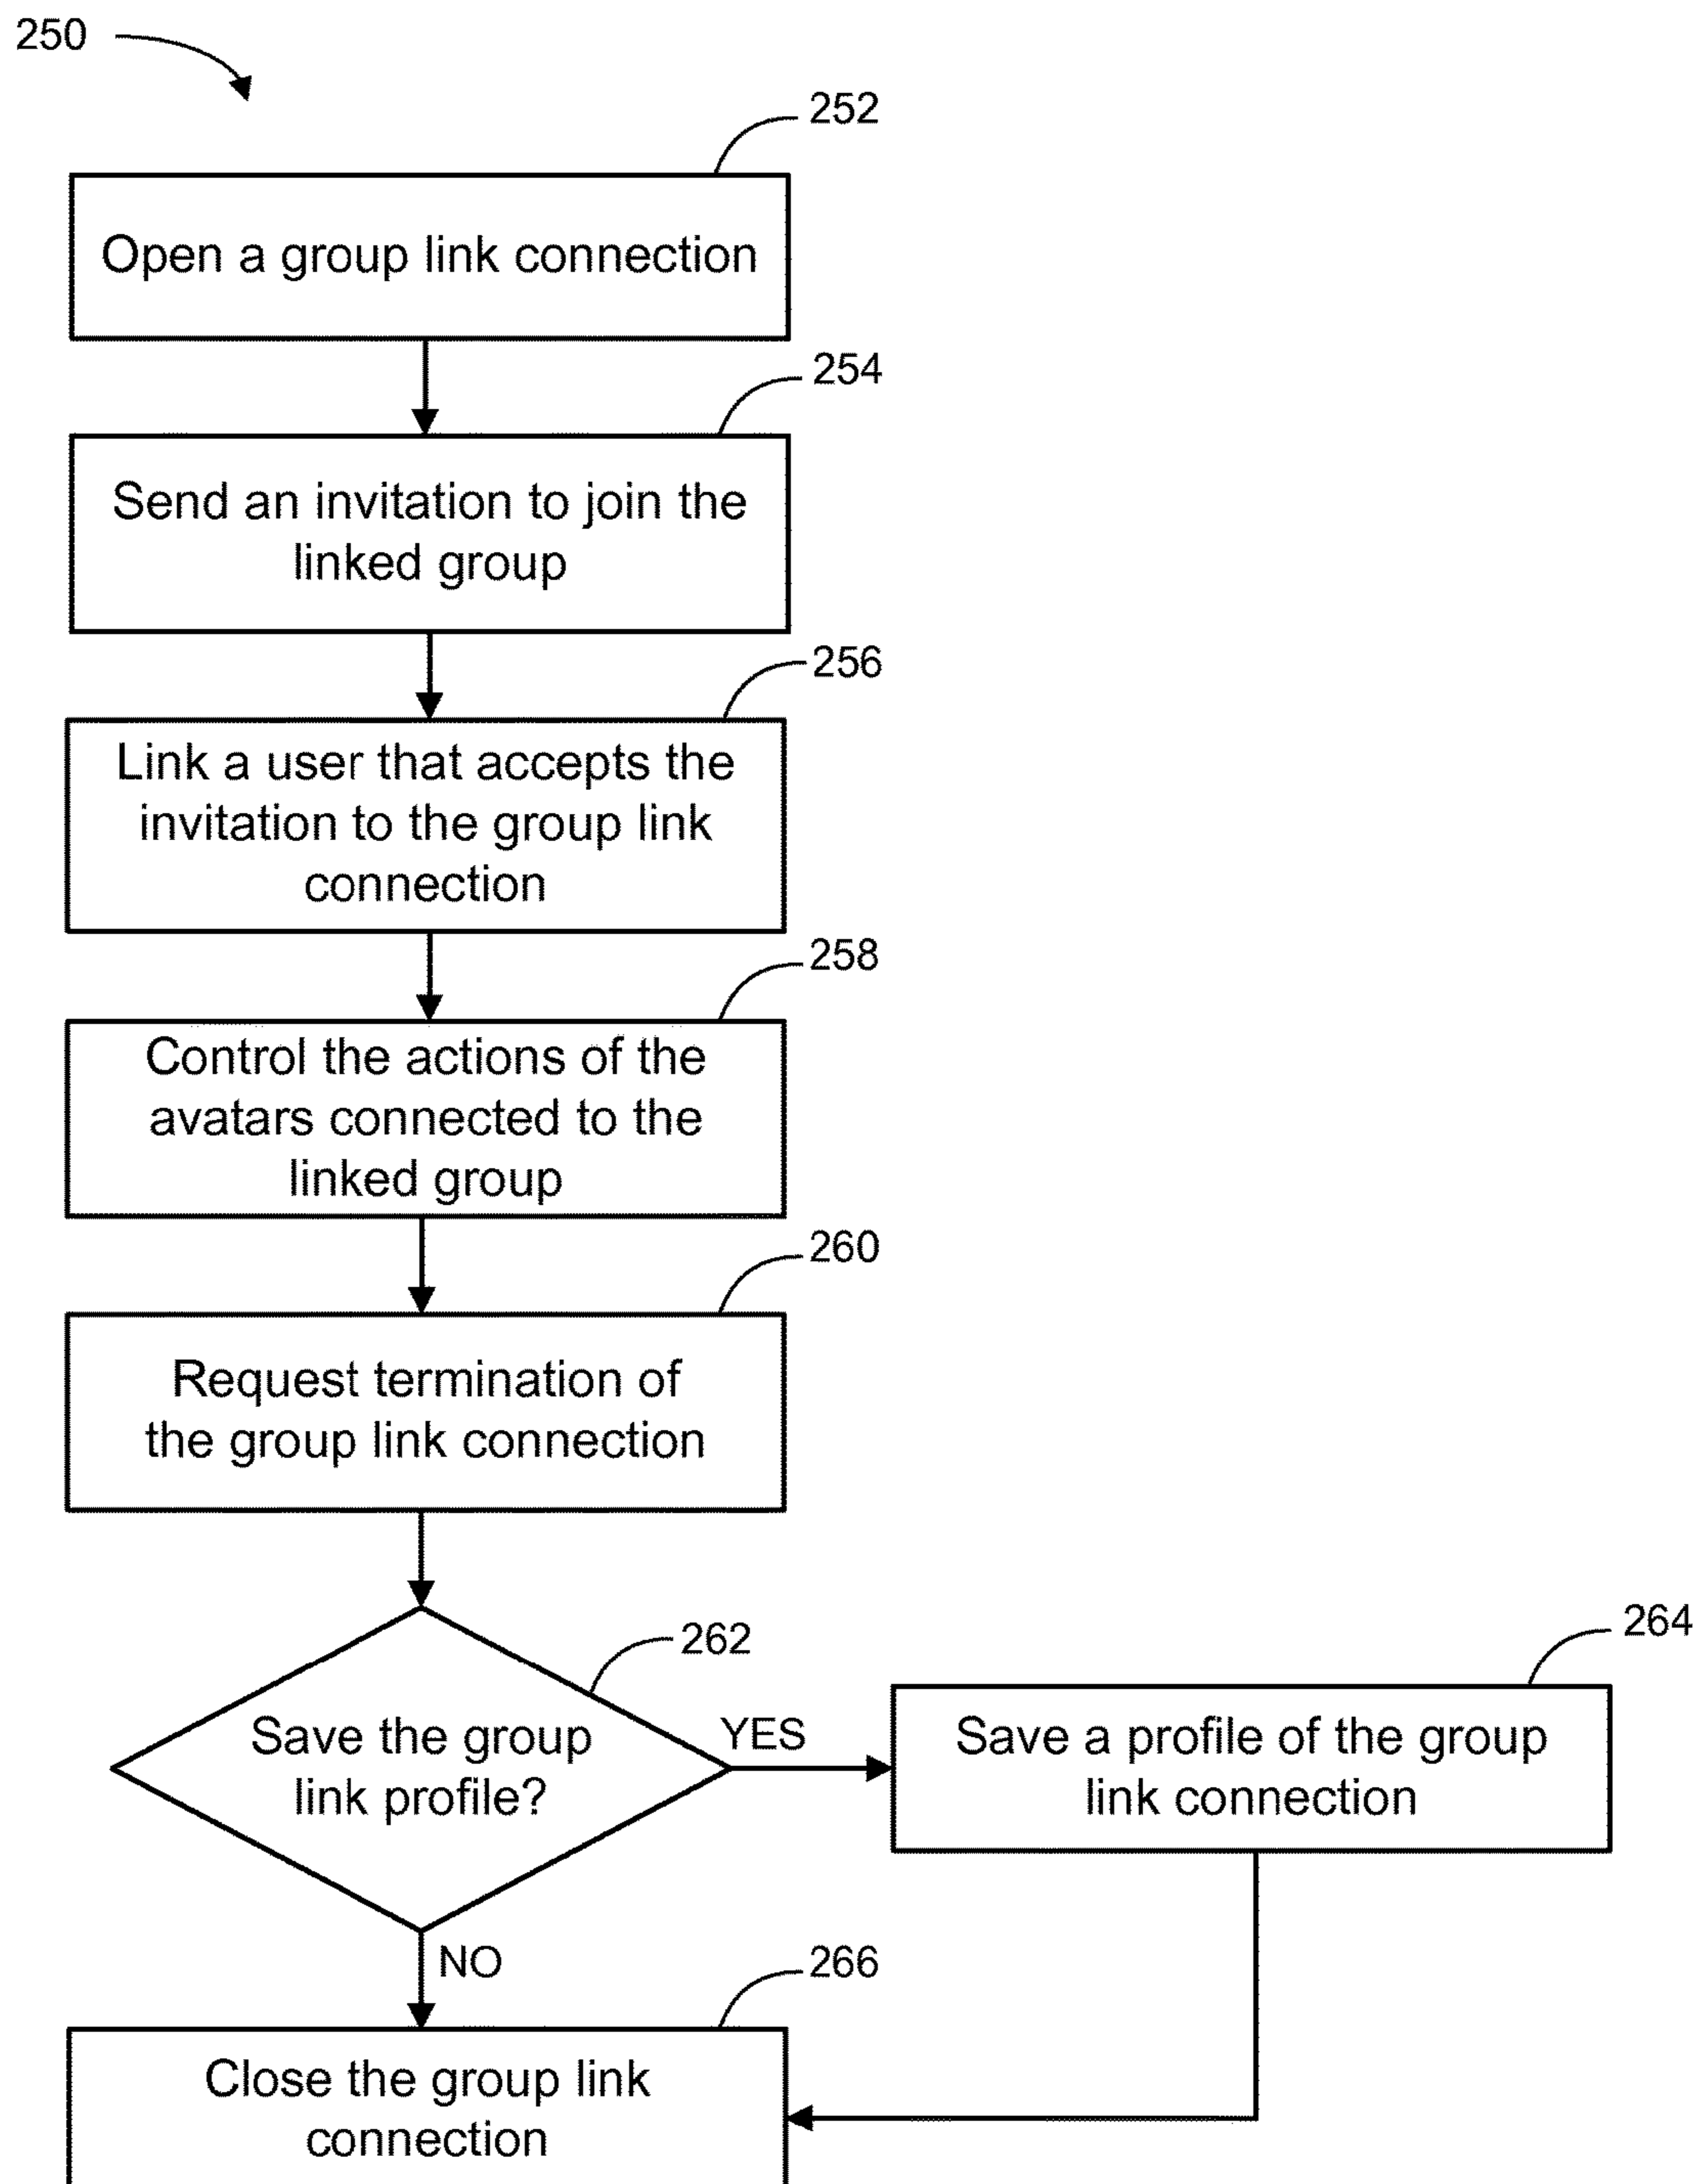 250
252
Open a group link connection
254
Send an invitation to join the
linked group
256
Link a user that accepts the
invitation to the group link
connection
258
Control the actions of the
avatars connected to the
linked group
260
Request termination of
the group link connection
262
Save the group
link profile?
YES
264
Save a profile of the group
link connection
NO
266
Close the group link
connection